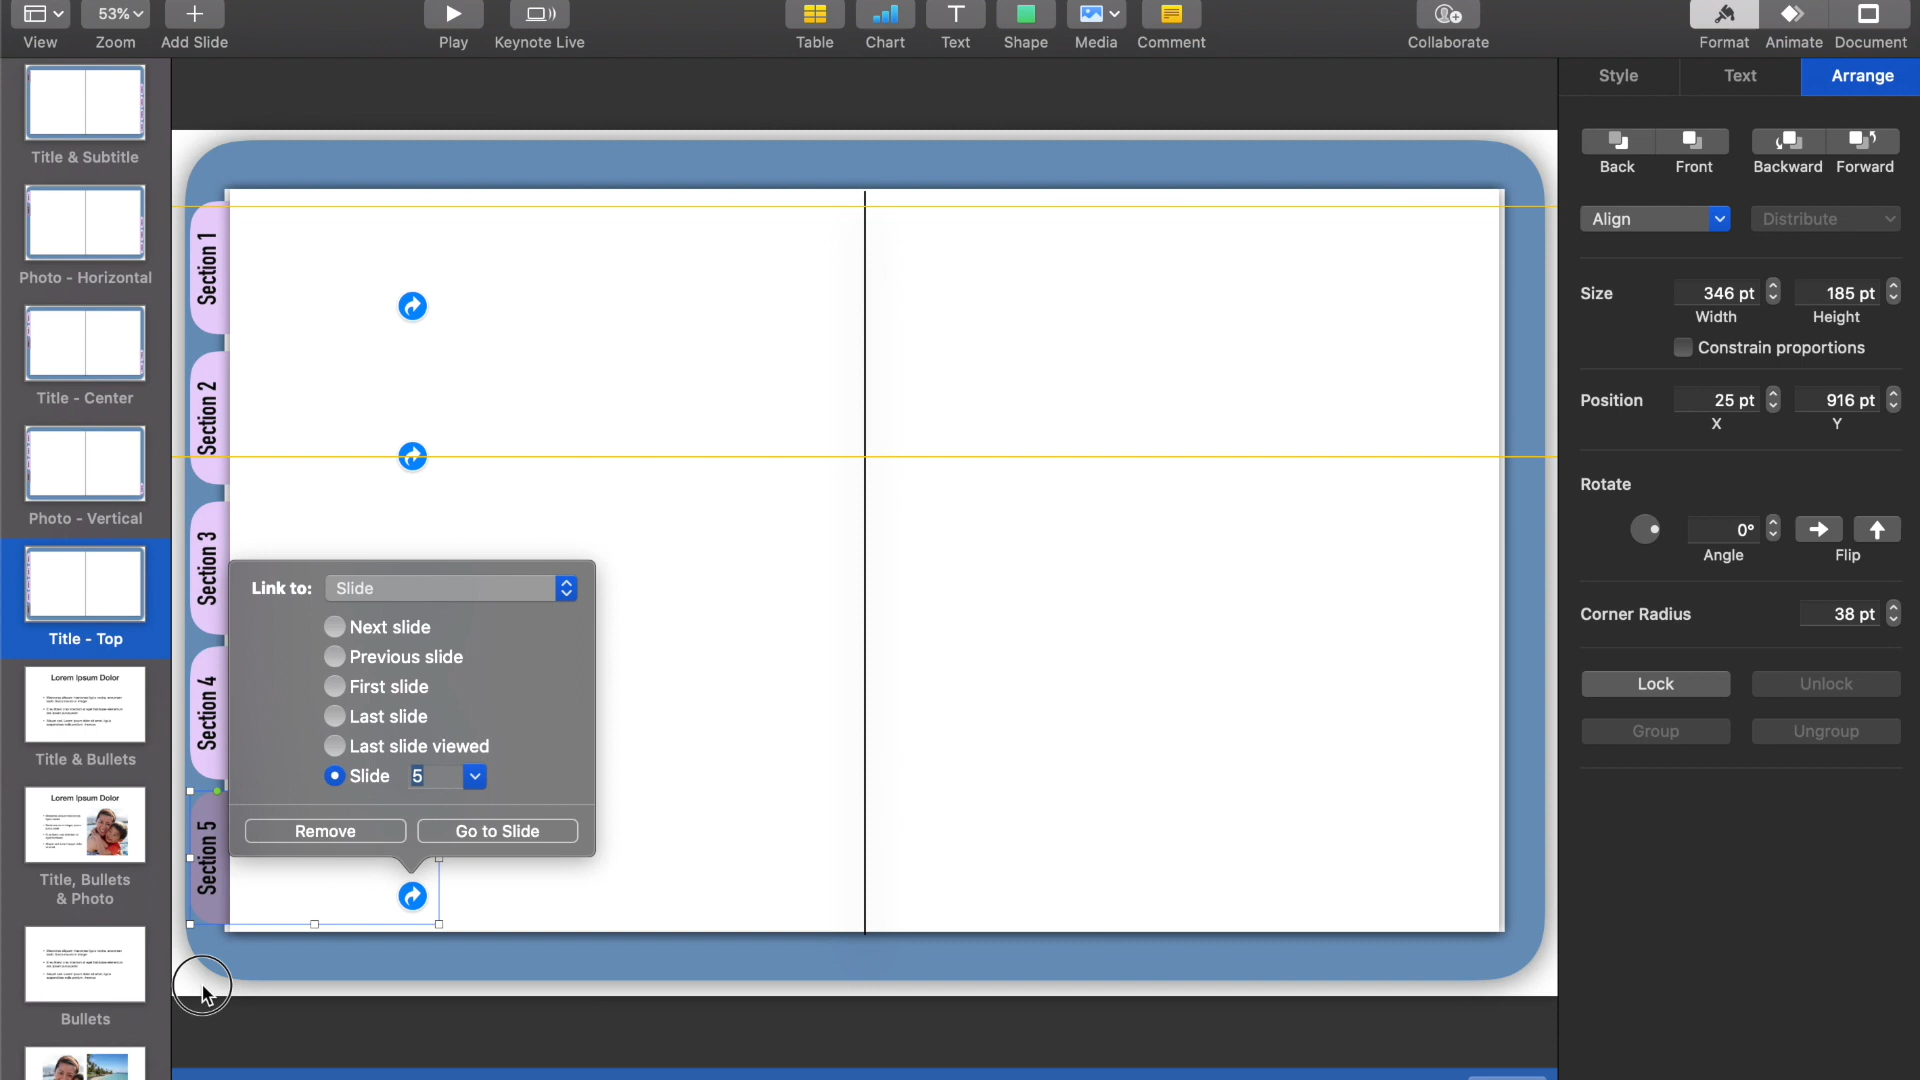 53%
View
Zoom
Add Slide
Play
Keynote Live
Table
Chart
Text
Shape
Media
Comment
Collaborate
Format
Animate
Document
Title & Subtitle
Photo - Horizontal
Title - Center
Photo - Vertical
Title - Top
Lorem Ipsum Dolor
Title & Bullets
Lorem Ipsum Dolor
Title, Bullets
& Photo
Bullets
Section 1
Section 2
Section 3
Section 4
Section 5
Link to:
Slide
Next slide
Previous slide
First slide
Last slide
Last slide viewed
Slide 5
Remove
Go to Slide
Style
Text
Arrange
Back
Front
Backward
Forward
Align
Distribute
Size
346 pt
185 pt
Width
Height
Constrain proportions
Position
25 pt
916 pt
X
Y
Rotate
0°
Angle
Flip
Corner Radius
38 pt
Lock
Unlock
Group
Ungroup